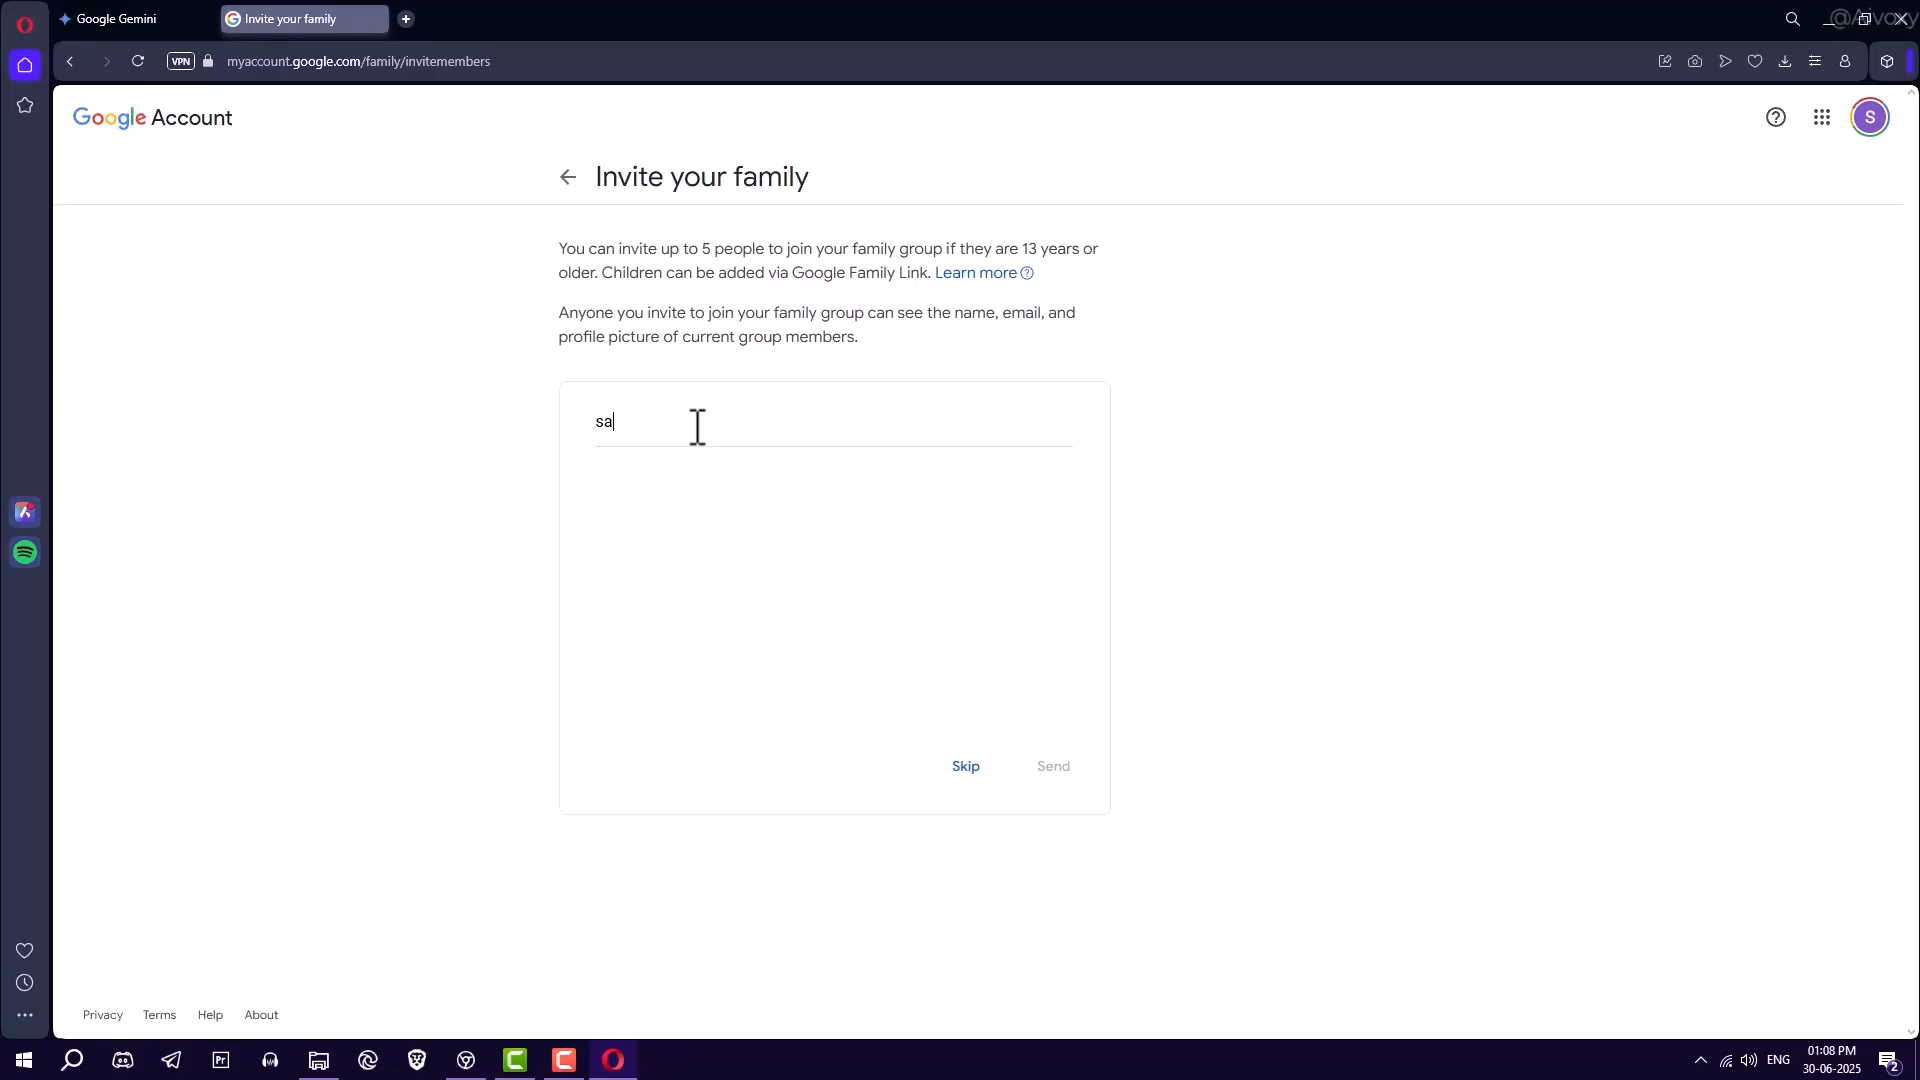 Google Gemini
Invite your family
@Aivoxy
VPN
myaccount.google.com/family/invitemembers
Google Account
S
Invite your family
You can invite up to 5 people to join your family group if they are 13 years or
older. Children can be added via Google Family Link. Learn more
Anyone you invite to join your family group can see the name, email, and
profile picture of current group members.
sa
Skip
Send
Privacy
Terms
Help
About
Pr
ENG
01:08 PM
30-06-2025
2